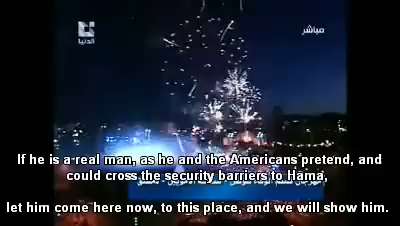 الدنيا
مباشر
If he is a real man, as he and the Americans pretend, and
could cross the security barriers to Hama,
let him come here now, to this place, and we will show him.